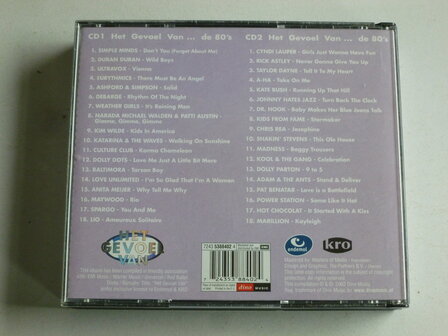 CD1 Het Gevoel Van... de 80's
1. SIMPLE MINDS - Don't You (Forget About Me)
2. DURAN DURAN - Wild Boys
3. ULTRAVOX - Vienna
4. EURYTHMICS - There Must Be An Angel
5. ASHFORD & SIMPSON - Solid
6. DEBARGE - Rhythm Of The Night
7. WEATHER GIRLS - It's Raining Men
8. NARADA MICHAEL WALDEN & PATTI AUSTIN -
Gimme, Gimme, Gimme
9. KIM WILDE - Kids In America
10. KATARINA & THE WAVES - Walking On Sunshine
11. CULTURE CLUB - Karma Chameleon
12. DOLLY DOTS - Love Me Just A Little Bit More
13. BALTIMORA - Tarzan Boy
14. LOVE UNLIMITED - I'm So Glad That I'm A Woman
15. ANITA MEIJER - Why Tell Me Why
16. MAYWOOD - Rio
17. SPARGO - You And Me
18. LIO - Amoureux Solitaire
CD2 Het Gevoel Van... de 80's
1. CYNDI LAUPER - Girls Just Wanna Have Fun
2. RICK ASTLEY - Never Gonna Give You Up
3. TAYLOR DAYNE - Tell It To My Heart
4. A-HA - Take On Me
5. KATE BUSH - Running Up That Hill
6. JOHNNY HATES JAZZ - Turn Back The Clock
7. DR. HOOK - Baby Makes Her Blue Jeans Talk
8. KIDS FROM FAME - Starmaker
9. CHRIS REA - Josephine
10. SHAKIN' STEVENS - This Ole House
11. MADNESS - Baggy Trousers
12. KOOL & THE GANG - Celebration
13. DOLLY PARTON - 9 to 5
14. ADAM & THE ANTS - Stand & Deliver
15. PAT BENATAR - Love is a Battlefield
16. POWER STATION - Some Like It Hot
17. HOT CHOCOLAT - It Started With A Kiss
18. MARILLION - Kayleigh
HET
GEVOEL
VAN
7243 5388402 4
7 24353 88402 4
dino MUSIC
endemol
kro